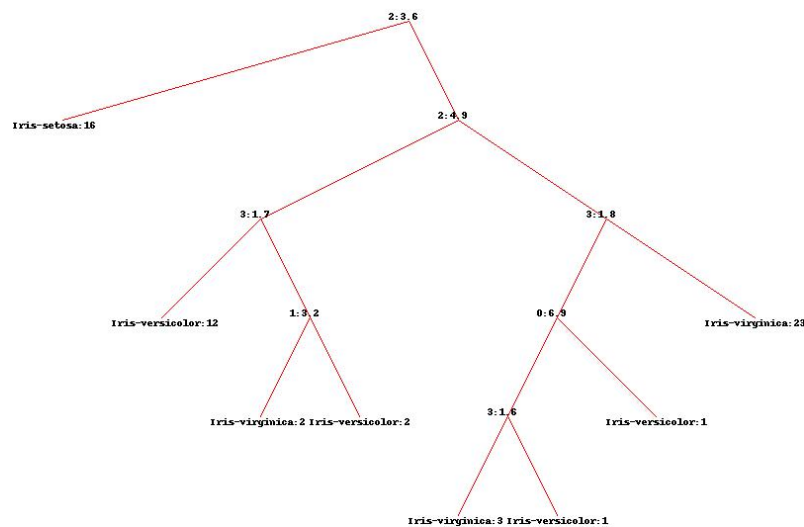 2:3.6
Iris-setosa:16
2:4.9
3:1.7
3:1.8
Iris-versicolor:12
1:3.2
0:6.9
Iris-virginica:23
Iris-virginica:2
Iris-versicolor:2
3:1.6
Iris-versicolor:1
Iris-virginica:3
Iris-versicolor:1